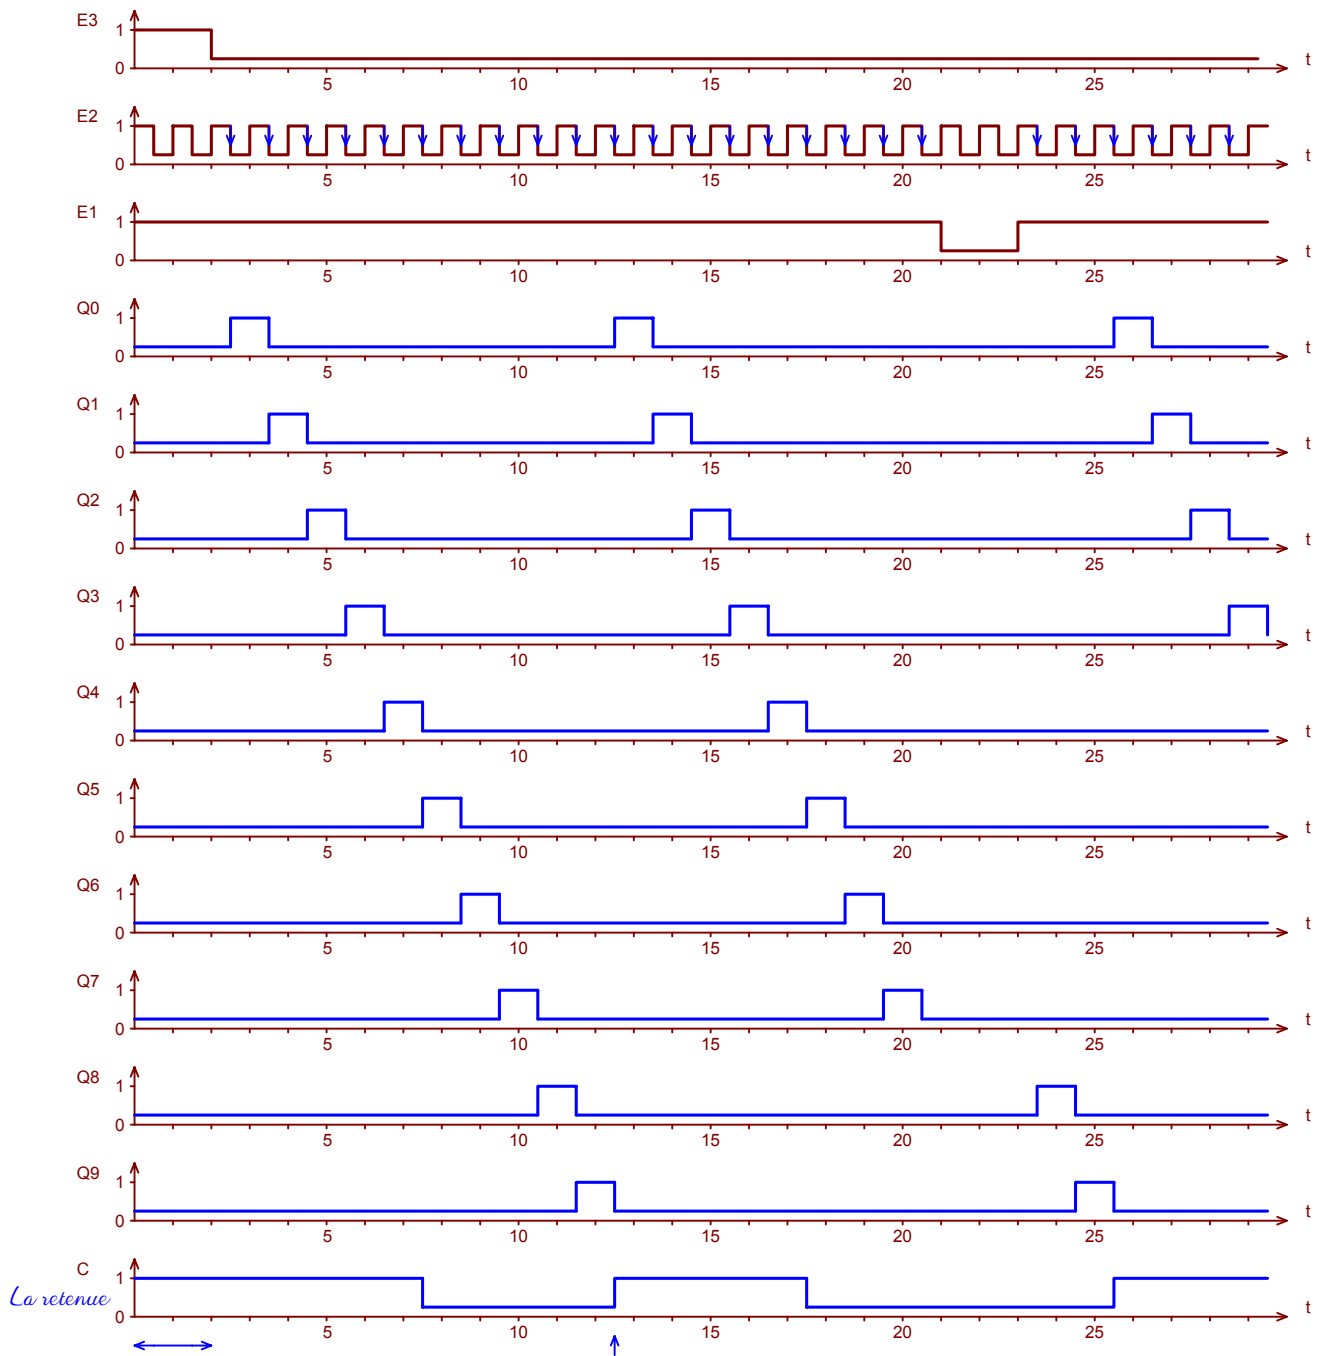 E3 1 0 5 10 15 20 25 t
E2 1 0 5 10 15 20 25 t
E1 1 0 5 10 15 20 25 t
Q0 1 0 5 10 15 20 25 t
Q1 1 0 5 10 15 20 25 t
Q2 1 0 5 10 15 20 25 t
Q3 1 0 5 10 15 20 25 t
Q4 1 0 5 10 15 20 25 t
Q5 1 0 5 10 15 20 25 t
Q6 1 0 5 10 15 20 25 t
Q7 1 0 5 10 15 20 25 t
Q8 1 0 5 10 15 20 25 t
Q9 1 0 5 10 15 20 25 t
C 1
La retenue
0 5 10 15 20 25 t